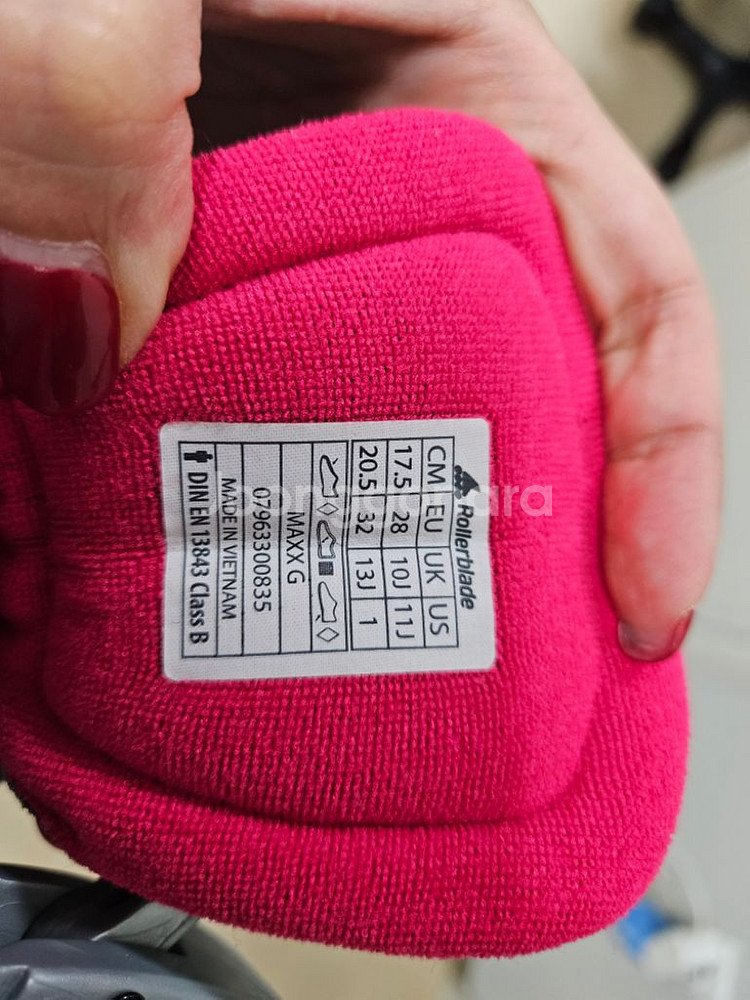 Rollerblade
CM EU UK US
17.5 28 10J 11J
20.5 32 13J 1
MAXX G
07963300835
MADE IN VIETNAM
DIN EN 13843 Class B
joonggonara